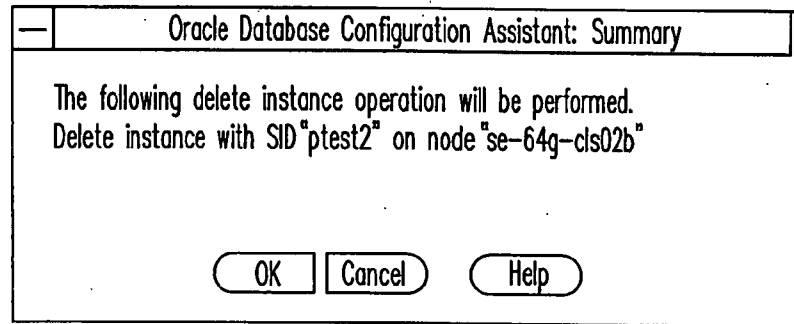 Oracle Database Configuration Assistant: Summary
The following delete instance operation will be performed.
Delete instance with SID "ptest2" on node "se-64g-cls02b"
OK Cancel Help